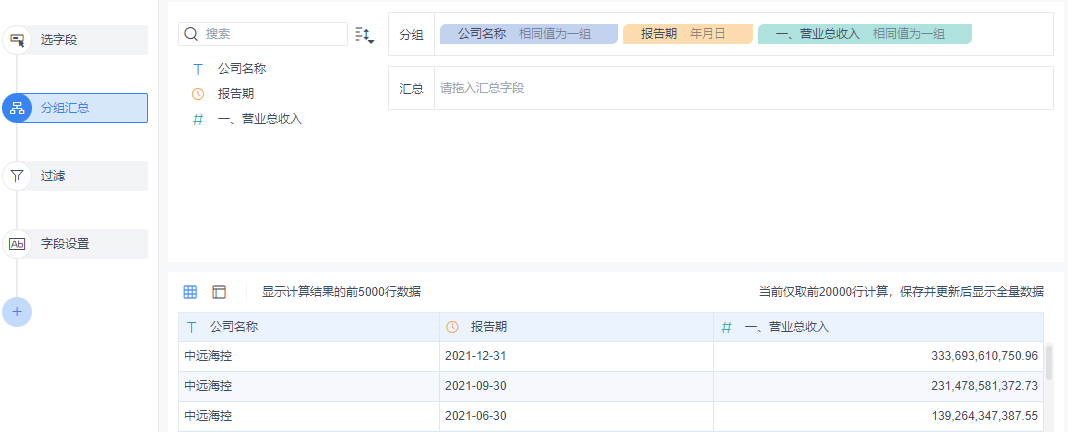 选字段
分组汇总
过滤
字段设置
+
搜索
公司名称
报告期
一、营业总收入
分组 公司名称 相同值为一组 报告期 年月日 一、营业总收入 相同值为一组
汇总 请拖入汇总字段
显示计算结果的前5000行数据 当前仅取前20000行计算，保存并更新后显示全量数据
公司名称 报告期 一、营业总收入
中远海控 2021-12-31 333,693,610,750.96
中远海控 2021-09-30 231,478,581,372.73
中远海控 2021-06-30 139,264,347,387.55